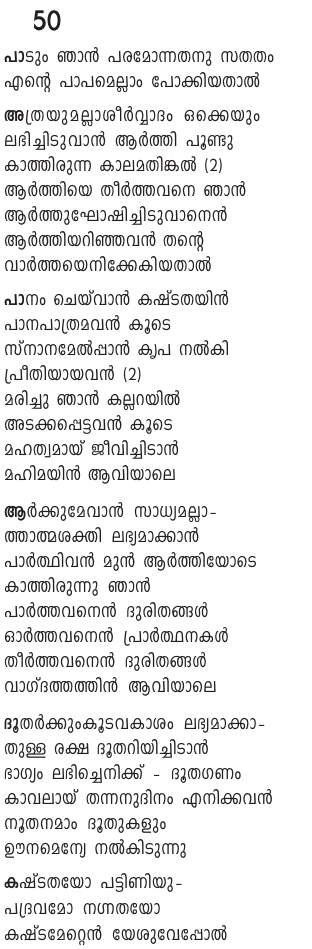 50
പാടും ഞാൻ പരമോന്നതനു സതതം
എന്റെ പാപമെല്ലാം പോക്കിയതാൽ
അത്രയുമല്ലാശീർവ്വാദം ഒക്കെയും
ലഭിച്ചിടുവാൻ ആർത്തി പൂണ്ടു
കാത്തിരുന്ന കാലമതിങ്കൽ (2)
ആർത്തിയെ തീർത്തവനെ ഞാൻ
ആർത്തുഘോഷിച്ചിടുവാനെൻ
ആർത്തിയറിഞ്ഞവൻ തന്റെ
വാർത്തയെനിക്കേകിയതാൽ
പാനം ചെയ്‌വാൻ കഷ്ടതയിൻ
പാനപാത്രമവൻ കൂടെ
സ്നാനമേൽപ്പാൻ കൃപ നൽകി
പ്രീതിയായവൻ (2)
മരിച്ചു ഞാൻ കല്ലറയിൽ
അടക്കപ്പെട്ടവൻ കൂടെ
മഹത്വമായ് ജീവിച്ചിടാൻ
മഹിമയിൻ ആവിയാലെ
ആർക്കുമേവാൻ സാധ്യമല്ലാ-
ത്താത്മശക്തി ലഭ്യമാക്കാൻ
പാർത്ഥിവൻ മുൻ ആർത്തിയോടെ
കാത്തിരുന്നു ഞാൻ
പാർത്തവനെൻ ദുരിതങ്ങൾ
ഓർത്തവനെൻ പ്രാർത്ഥനകൾ
തീർത്തവനെൻ ദുരിതങ്ങൾ
വാഗ്ദത്തത്തിൻ ആവിയാലെ
ദൂതർക്കുംകൂടവകാശം ലഭ്യമാക്കാ-
തുള്ള രക്ഷ ദൂതറിയിച്ചിടാൻ
ഭാഗ്യം ലഭിച്ചെനിക്ക് - ദൂതഗണം
കാവലായ് തന്നനുദിനം എനിക്കവൻ
നൂതനമാം ദൂതുകളും
ഊനമെന്യേ നൽകിടുന്നു
കഷ്ടതയോ പട്ടിണിയു-
പദ്രവമോ നഗ്നതയോ
കഷ്ടമേറ്റെൻ യേശുവേപ്പോൽ